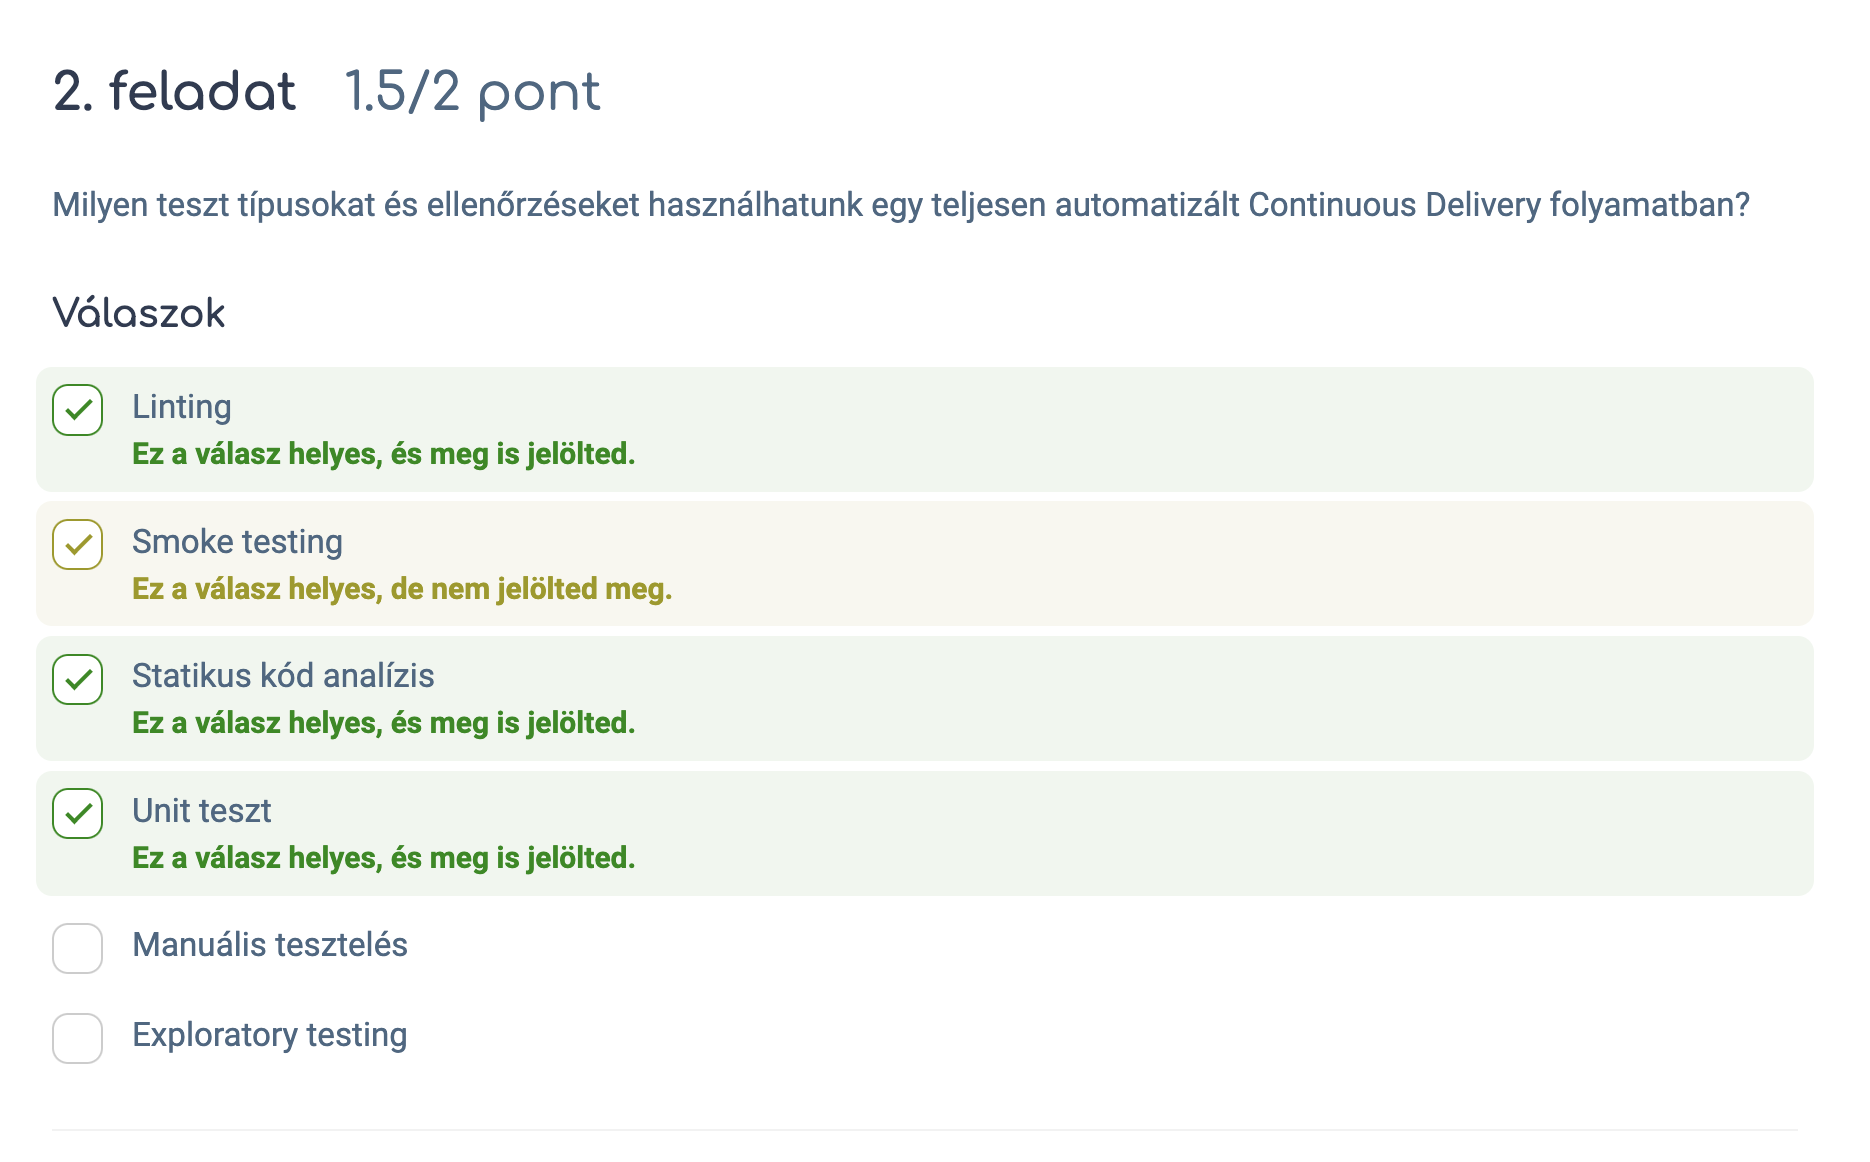 2. feladat 1.5/2 pont
Milyen teszt típusokat és ellenőrzéseket használhatunk egy teljesen automatizált Continuous Delivery folyamatban?
Válaszok
Linting
Ez a válasz helyes, és meg is jelölted.
Smoke testing
Ez a válasz helyes, de nem jelölted meg.
Statikus kód analízis
Ez a válasz helyes, és meg is jelölted.
Unit teszt
Ez a válasz helyes, és meg is jelölted.
Manuális tesztelés
Exploratory testing